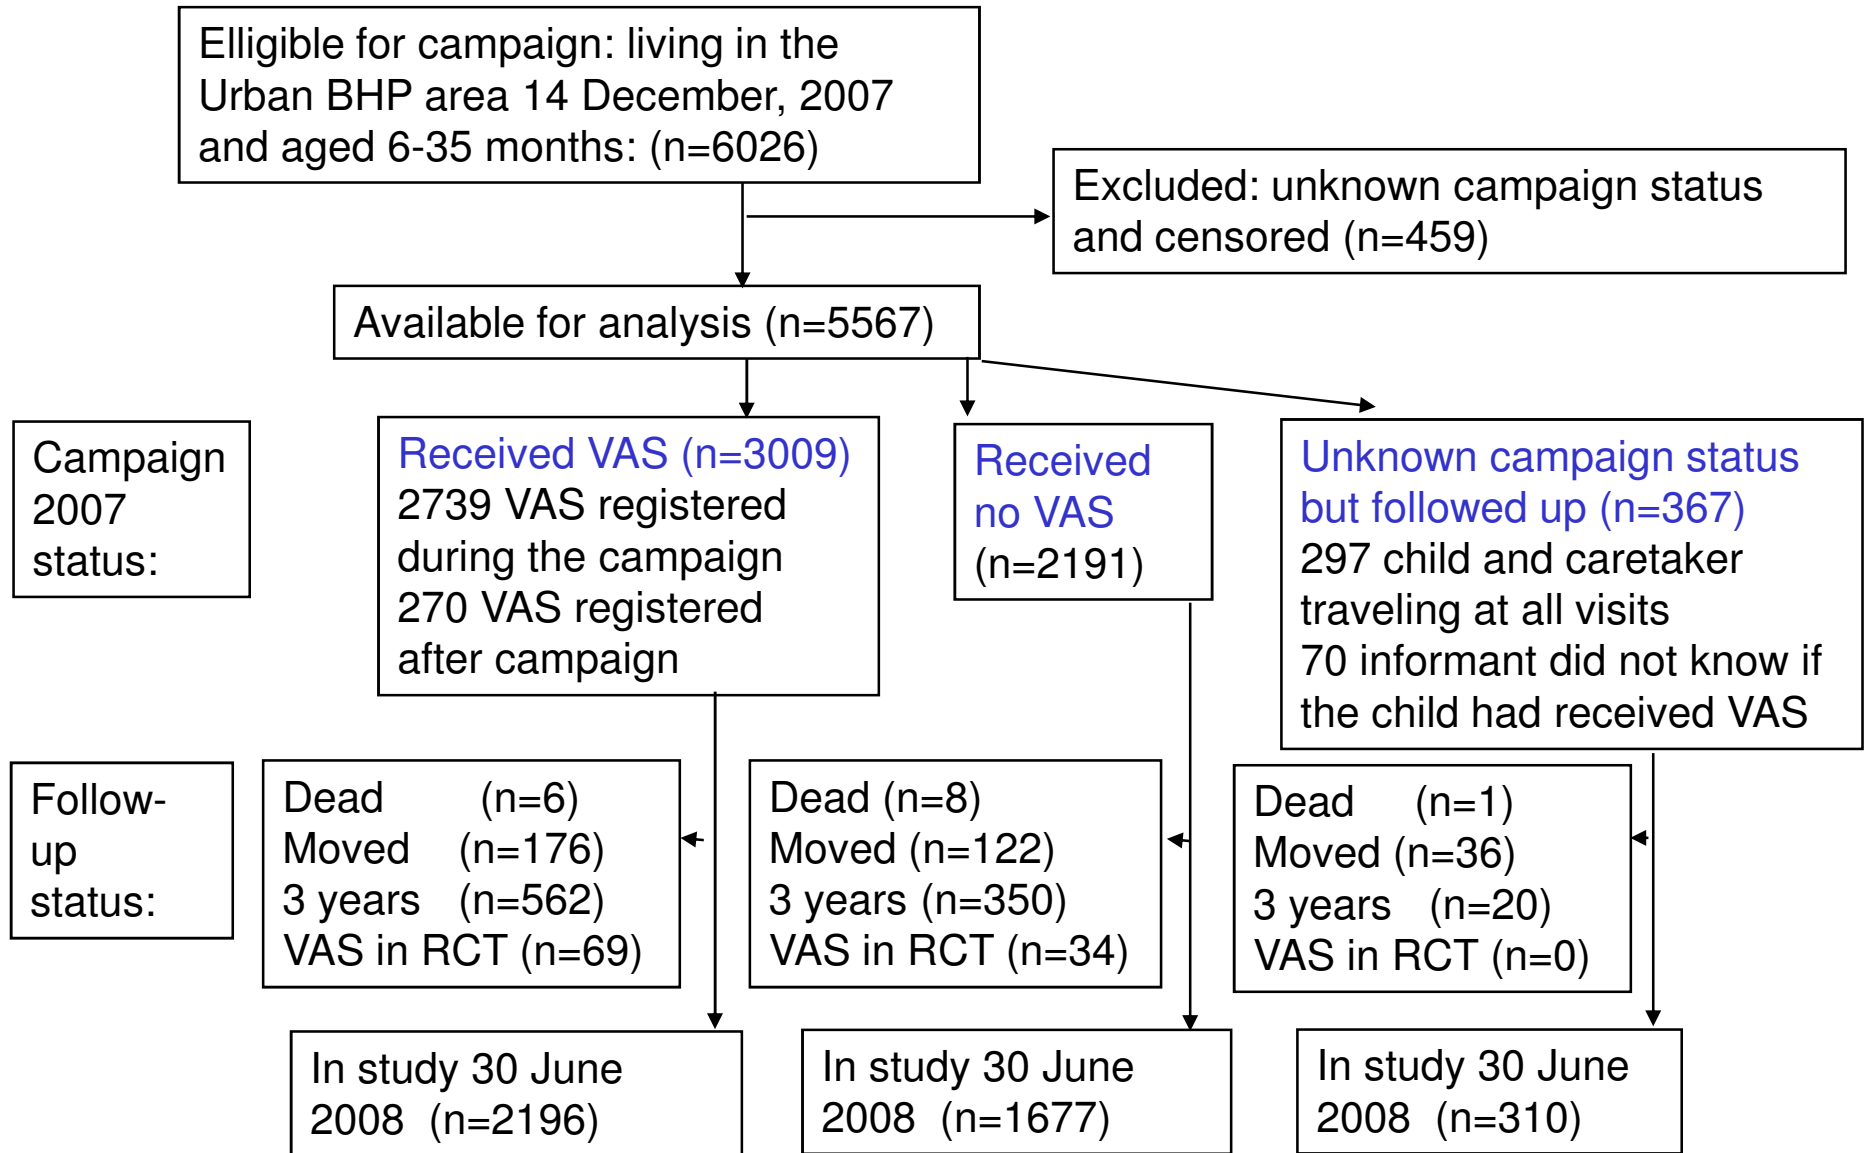 Elligible for campaign: living in the
Urban BHP area 14 December, 2007
and aged 6-35 months: (n=6026)
Excluded: unknown campaign status
and censored (n=459)
Available for analysis (n=5567)
Campaign
2007
status:
Received VAS (n=3009)
2739 VAS registered
during the campaign
270 VAS registered
after campaign
Received
no VAS
(n=2191)
Unknown campaign status
but followed up (n=367)
297 child and caretaker
traveling at all visits
70 informant did not know if
the child had received VAS
Follow-
up
status:
Dead (n=6)
Moved (n=176)
3 years (n=562)
VAS in RCT (n=69)
Dead (n=8)
Moved (n=122)
3 years (n=350)
VAS in RCT (n=34)
Dead (n=1)
Moved (n=36)
3 years (n=20)
VAS in RCT (n=0)
In study 30 June
2008 (n=2196)
In study 30 June
2008 (n=1677)
In study 30 June
2008 (n=310)